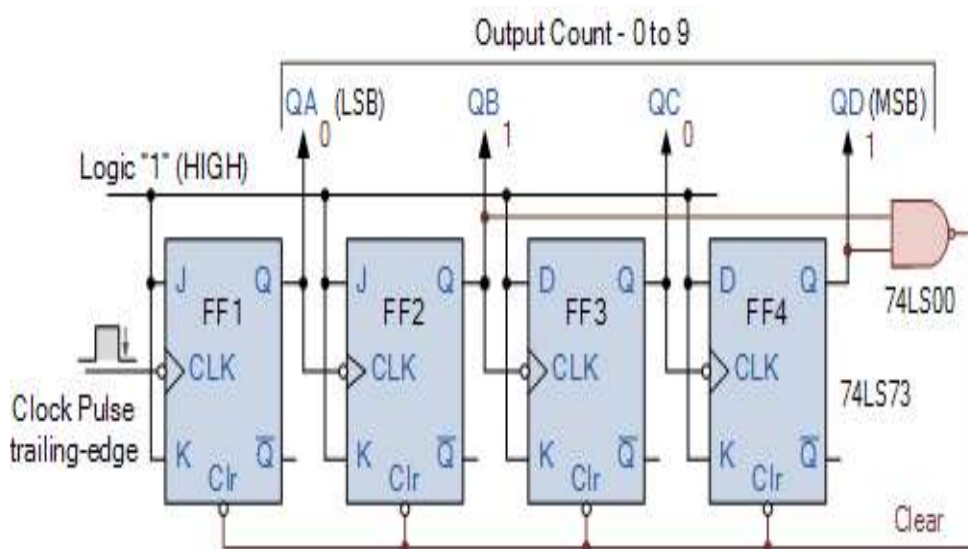 Output Count - 0 to 9
QA (LSB) QB QC QD (MSB)
0 1 0 1
Logic "1" (HIGH)
J Q J Q D Q D Q
74LS00
FF1 FF2 FF3 FF4
CLK CLK CLK CLK
74LS73
Clock Pulse
trailing-edge
K Q̅ K Q̅ K Q̅ K Q̅
Clr Clr Clr Clr
Clear